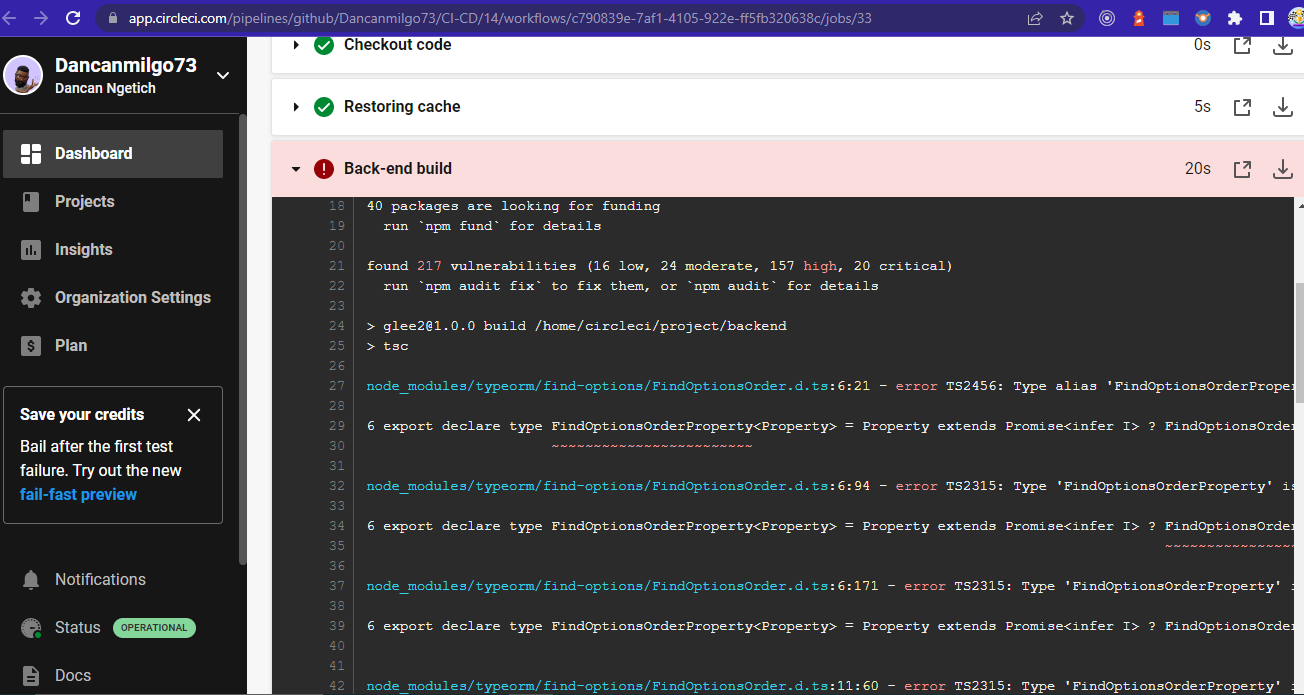 app.circleci.com/pipelines/github/Dancanmilgo73/CI-CD/14/workflows/c790839e-7af1-4105-922e-ff5fb320638c/jobs/33
Dancanmilgo73
Dancan Ngetich
Dashboard
Projects
Insights
Organization Settings
Plan
Save your credits
Bail after the first test
failure. Try out the new
fail-fast preview
Notifications
Status OPERATIONAL
Docs
Checkout code 0s
Restoring cache 5s
Back-end build 20s
18 40 packages are looking for funding
19 run `npm fund` for details
20
21 found 217 vulnerabilities (16 low, 24 moderate, 157 high, 20 critical)
22 run `npm audit fix` to fix them, or `npm audit` for details
23
24 > glee2@1.0.0 build /home/circleci/project/backend
25 > tsc
26
27 node_modules/typeorm/find-options/FindOptionsOrder.d.ts:6:21 - error TS2456: Type alias 'FindOptionsOrderProper
28
29 6 export declare type FindOptionsOrderProperty<Property> = Property extends Promise<infer I> ? FindOptionsOrder
30 ~~~~~~~~~~~~~~~~~~~~~~~~
31
32 node_modules/typeorm/find-options/FindOptionsOrder.d.ts:6:94 - error TS2315: Type 'FindOptionsOrderProperty' is
33
34 6 export declare type FindOptionsOrderProperty<Property> = Property extends Promise<infer I> ? FindOptionsOrder
35 ~~~~~~~~~~~~~~~~
36
37 node_modules/typeorm/find-options/FindOptionsOrder.d.ts:6:171 - error TS2315: Type 'FindOptionsOrderProperty' i
38
39 6 export declare type FindOptionsOrderProperty<Property> = Property extends Promise<infer I> ? FindOptionsOrder
40
41
42 node_modules/typeorm/find-options/FindOptionsOrder.d.ts:11:60 - error TS2315: Type 'FindOptionsOrderProperty' i